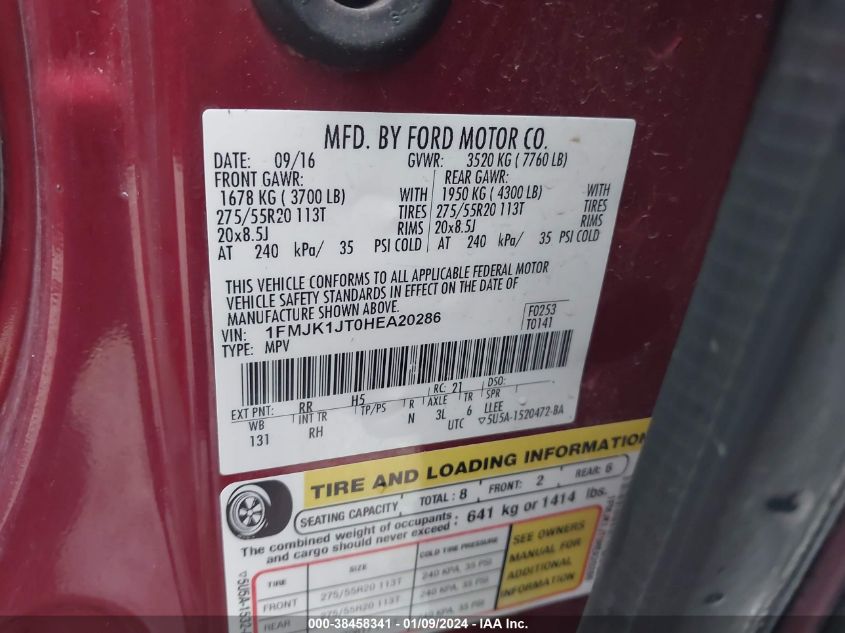 MFD. BY FORD MOTOR CO.
DATE: 09/16 GVWR: 3520 KG ( 7760 LB)
FRONT GAWR: REAR GAWR:
1678 KG ( 3700 LB) WITH 1950 KG ( 4300 LB) WITH
275/55R20 113T TIRES 275/55R20 113T TIRES
20x8.5J RIMS 20x8.5J RIMS
AT 240 kPa/ 35 PSI COLD AT 240 kPa/ 35 PSI COLD
THIS VEHICLE CONFORMS TO ALL APPLICABLE FEDERAL MOTOR
VEHICLE SAFETY STANDARDS IN EFFECT ON THE DATE OF
MANUFACTURE SHOWN ABOVE.
VIN: 1FMJK1JT0HEA20286 F0253
TYPE: MPV T0141
EXT PNT: RR H5 RC: 21 DSO:
WB INT TR TP/PS R AXLE TR SPR
131 RH N 3L 6 LLEE
UTC ▽5U5A-1520472-BA
TIRE AND LOADING INFORMATION
SEATING CAPACITY TOTAL : 8 FRONT: 2 REAR: 6
The combined weight of occupants
and cargo should never exceed : 641 kg or 1414 lbs.
TIRE SIZE COLD TIRE PRESSURE SEE OWNERS
MANUAL FOR
ADDITIONAL
INFORMATION
FRONT 275/55R20 113T 240 KPA, 35 PSI
REAR 275/55R20 113T 240 KPA, 35 PSI
▽5U5A-1532-
000-38458341 - 01/09/2024 - IAA Inc.